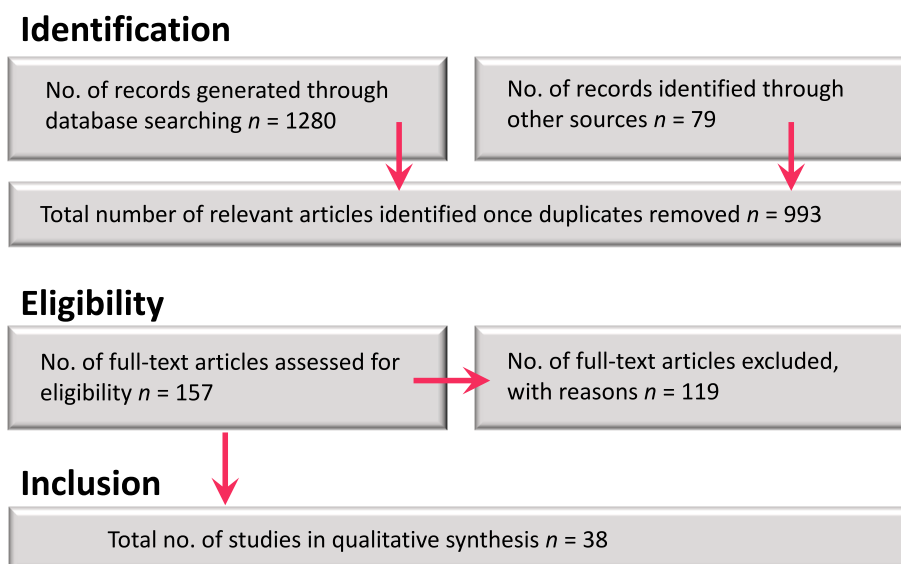 Identification
No. of records generated through
database searching n = 1280
No. of records identified through
other sources n = 79
Total number of relevant articles identified once duplicates removed n = 993
Eligibility
No. of full-text articles assessed for
eligibility n = 157
No. of full-text articles excluded,
with reasons n = 119
Inclusion
Total no. of studies in qualitative synthesis n = 38